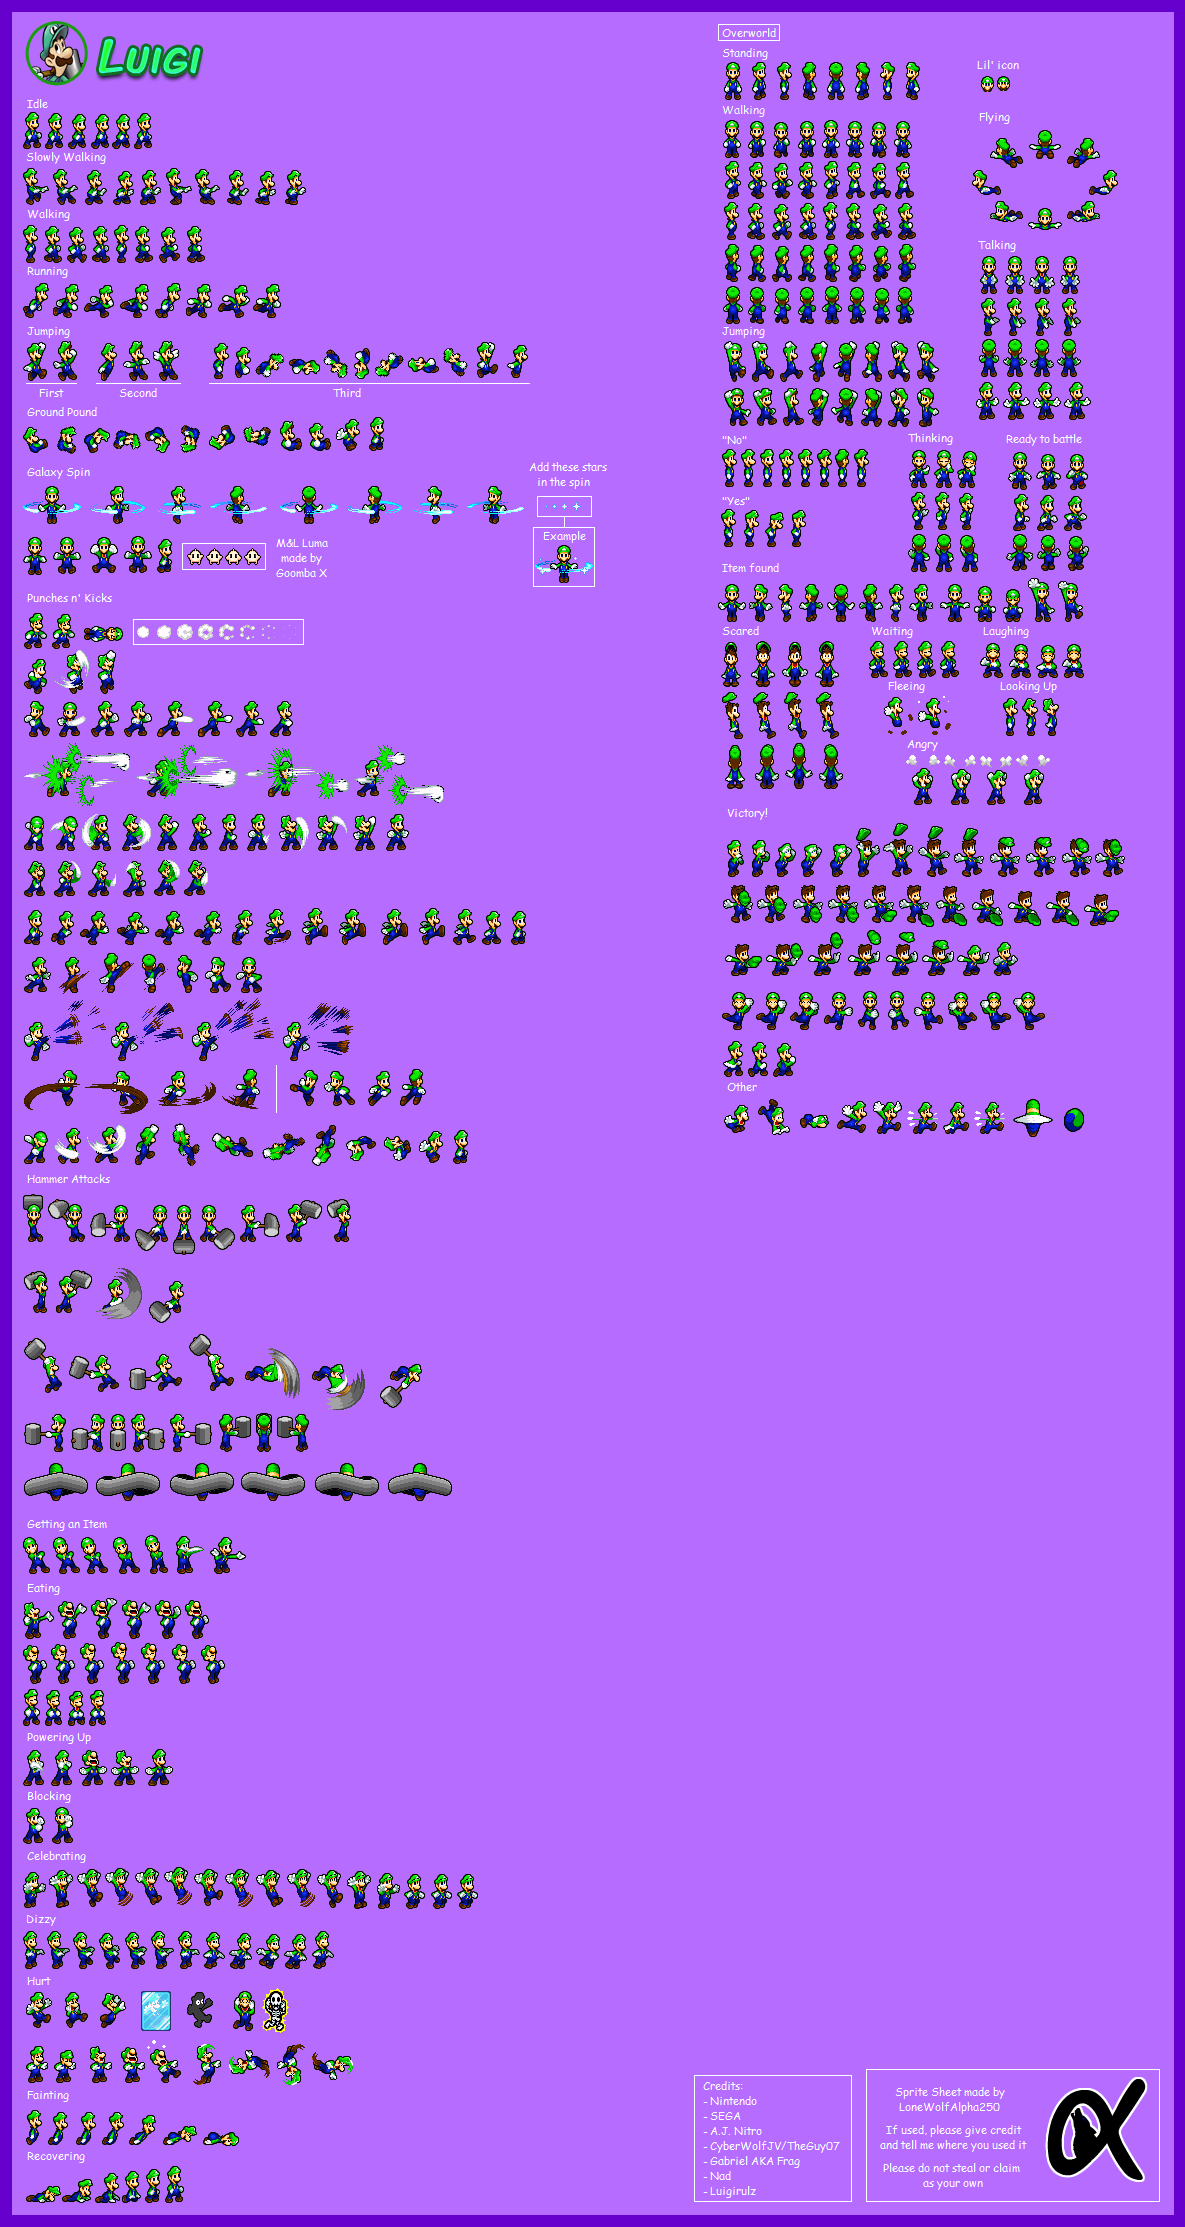 LUIGI
Idle
Slowly Walking
Walking
Running
Jumping
First
Second
Third
Ground Pound
Galaxy Spin
Add these stars
in the spin
Example
M&L Luma
made by
Goomba X
Punches n' Kicks
Hammer Attacks
Getting an Item
Eating
Powering Up
Blocking
Celebrating
Dizzy
Hurt
Fainting
Recovering
Overworld
Standing
Lil' icon
Walking
Flying
Talking
Jumping
"No"
Thinking
Ready to battle
"Yes"
Item found
Scared
Waiting
Laughing
Fleeing
Looking Up
Angry
Victory!
Other
Credits:
- Nintendo
- SEGA
- A.J. Nitro
- CyberWolfJV/TheGuy07
- Gabriel AKA Frag
- Nad
- Luigirulz
Sprite Sheet made by
LoneWolfAlpha250
If used, please give credit
and tell me where you used it
Please do not steal or claim
as your own